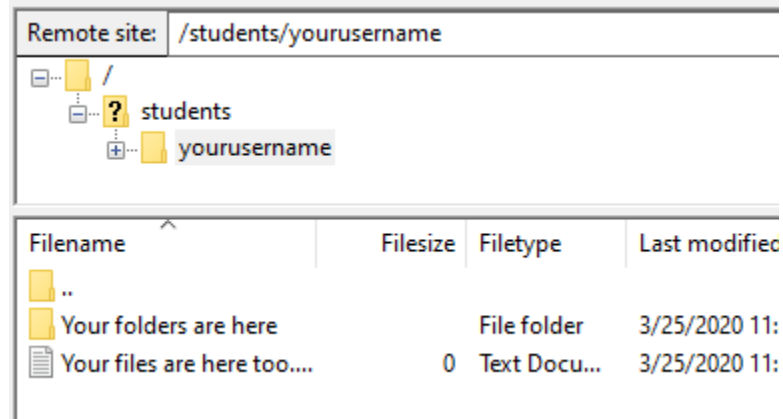 Remote site: /students/yourusername
/
? students
yourusername
Filename Filesize Filetype Last modified
..
Your folders are here File folder 3/25/2020 11:
Your files are here too.... 0 Text Docu... 3/25/2020 11: